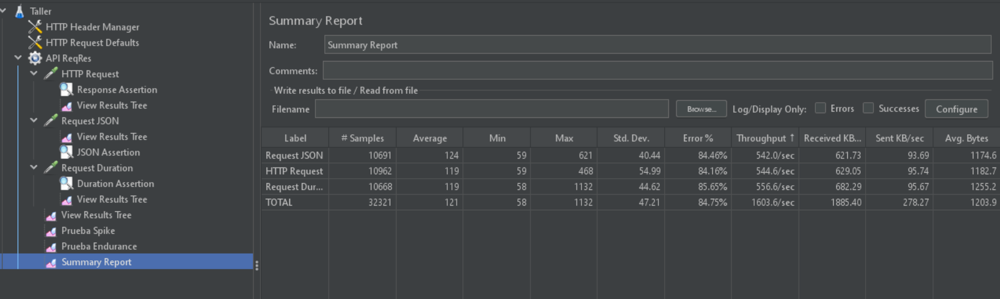 Taller
HTTP Header Manager
HTTP Request Defaults
API ReqRes
HTTP Request
Response Assertion
View Results Tree
Request JSON
View Results Tree
JSON Assertion
Request Duration
Duration Assertion
View Results Tree
View Results Tree
Prueba Spike
Prueba Endurance
Summary Report
Summary Report
Name: Summary Report
Comments:
Write results to file / Read from file
Filename Browse... Log/Display Only: Errors Successes Configure
Label # Samples Average Min Max Std. Dev. Error % Throughput ↑ Received KB... Sent KB/sec Avg. Bytes
Request JSON 10691 124 59 621 40.44 84.46% 542.0/sec 621.73 93.69 1174.6
HTTP Request 10962 119 59 468 54.99 84.16% 544.6/sec 629.05 95.74 1182.7
Request Dur... 10668 119 58 1132 44.62 85.65% 556.6/sec 682.29 95.67 1255.2
TOTAL 32321 121 58 1132 47.21 84.75% 1603.6/sec 1885.40 278.27 1203.9